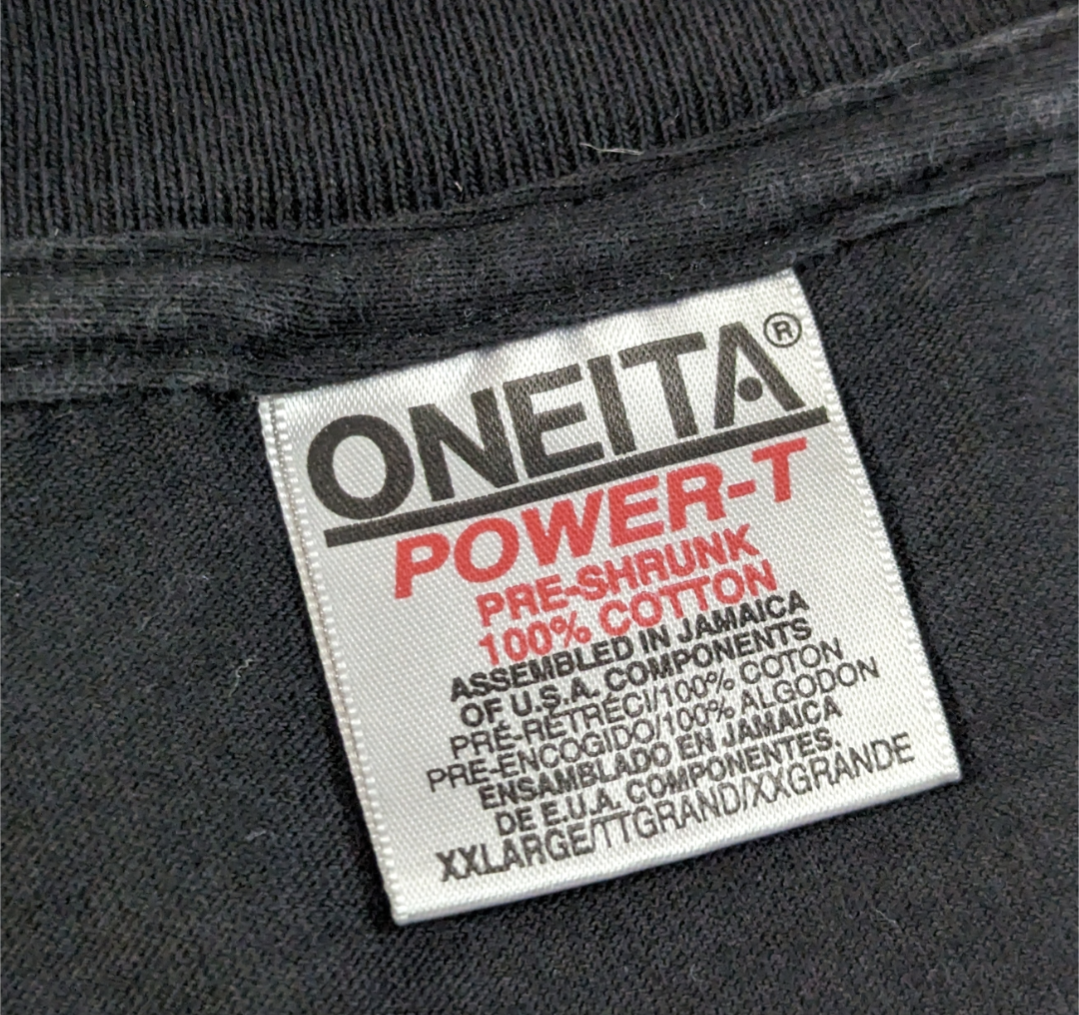 ONEITA®
POWER-T
PRE-SHRUNK
100% COTTON
ASSEMBLED IN JAMAICA
OF U.S.A. COMPONENTS
PRÉ-RÉTRÉCI/100% COTON
PRE-ENCOGIDO/100% ALGODON
ENSAMBLADO EN JAMAICA
DE E.U.A. COMPONENTES.
XXLARGE/TTGRAND/XXGRANDE